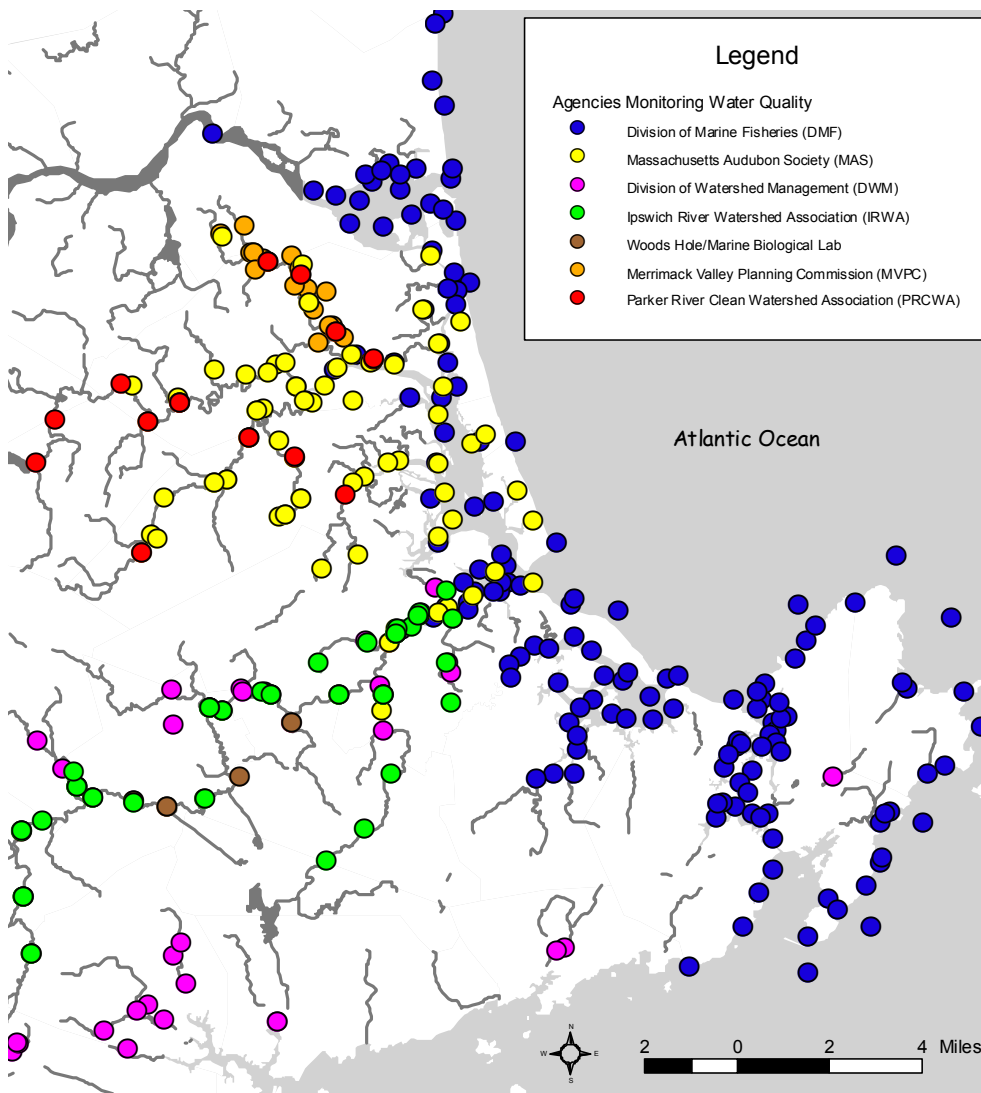 Legend
Agencies Monitoring Water Quality
Division of Marine Fisheries (DMF)
Massachusetts Audubon Society (MAS)
Division of Watershed Management (DWM)
Ipswich River Watershed Association (IRWA)
Woods Hole/Marine Biological Lab
Merrimack Valley Planning Commission (MVPC)
Parker River Clean Watershed Association (PRCWA)
Atlantic Ocean
N
W E
S
2 0 2 4 Miles